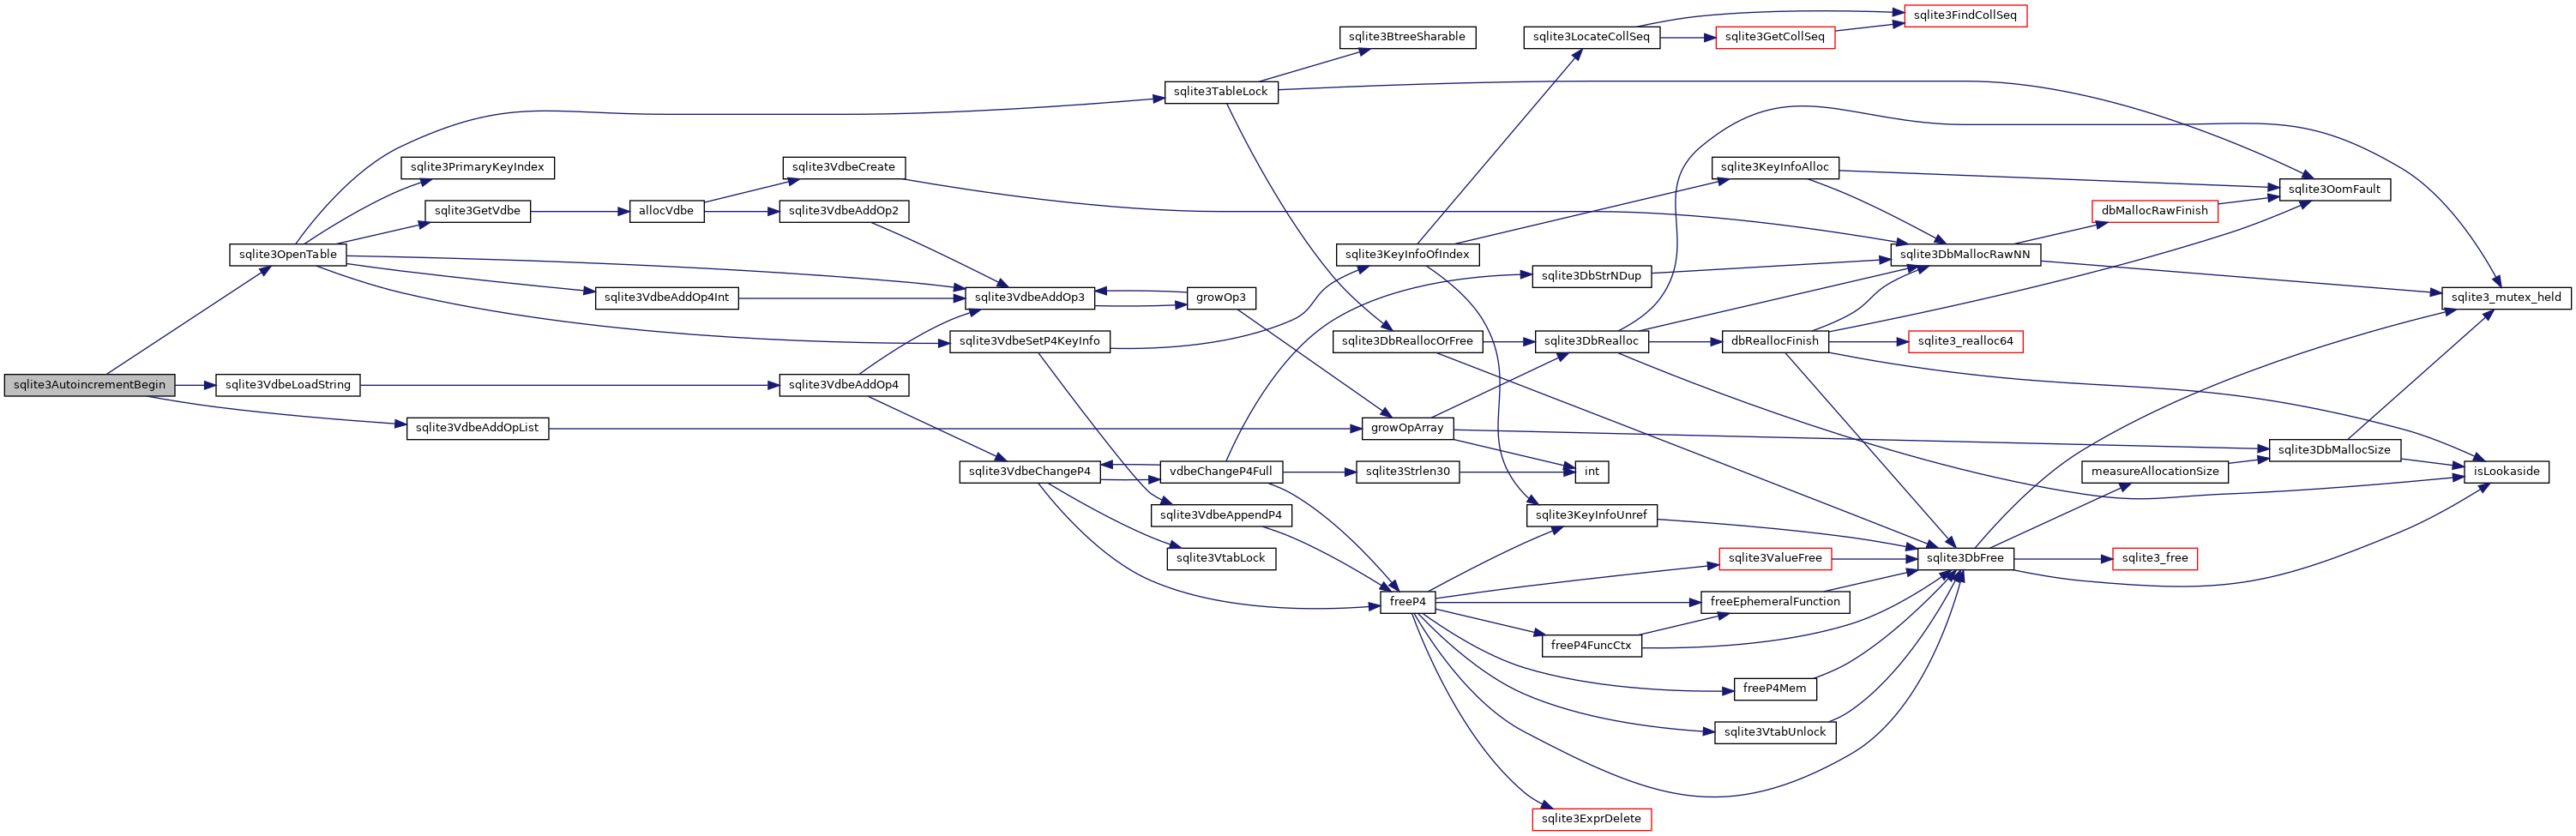 sqlite3AutoincrementBegin
sqlite3OpenTable
sqlite3VdbeLoadString
sqlite3VdbeAddOpList
sqlite3PrimaryKeyIndex
sqlite3GetVdbe
allocVdbe
sqlite3VdbeAddOp4Int
sqlite3VdbeCreate
sqlite3VdbeAddOp2
sqlite3VdbeAddOp4
sqlite3VdbeAddOp3
sqlite3VdbeSetP4KeyInfo
sqlite3VdbeChangeP4
sqlite3TableLock
growOp3
vdbeChangeP4Full
sqlite3VdbeAppendP4
sqlite3VtabLock
sqlite3BtreeSharable
sqlite3KeyInfoOfIndex
sqlite3DbReallocOrFree
growOpArray
sqlite3Strlen30
freeP4
sqlite3LocateCollSeq
sqlite3DbStrNDup
sqlite3DbRealloc
int
sqlite3KeyInfoUnref
freeP4FuncCtx
sqlite3ExprDelete
sqlite3GetCollSeq
sqlite3KeyInfoAlloc
dbReallocFinish
sqlite3ValueFree
freeEphemeralFunction
freeP4Mem
sqlite3VtabUnlock
sqlite3FindCollSeq
sqlite3DbMallocRawNN
sqlite3_realloc64
sqlite3DbFree
dbMallocRawFinish
measureAllocationSize
sqlite3_free
sqlite3OomFault
sqlite3DbMallocSize
sqlite3_mutex_held
isLookaside